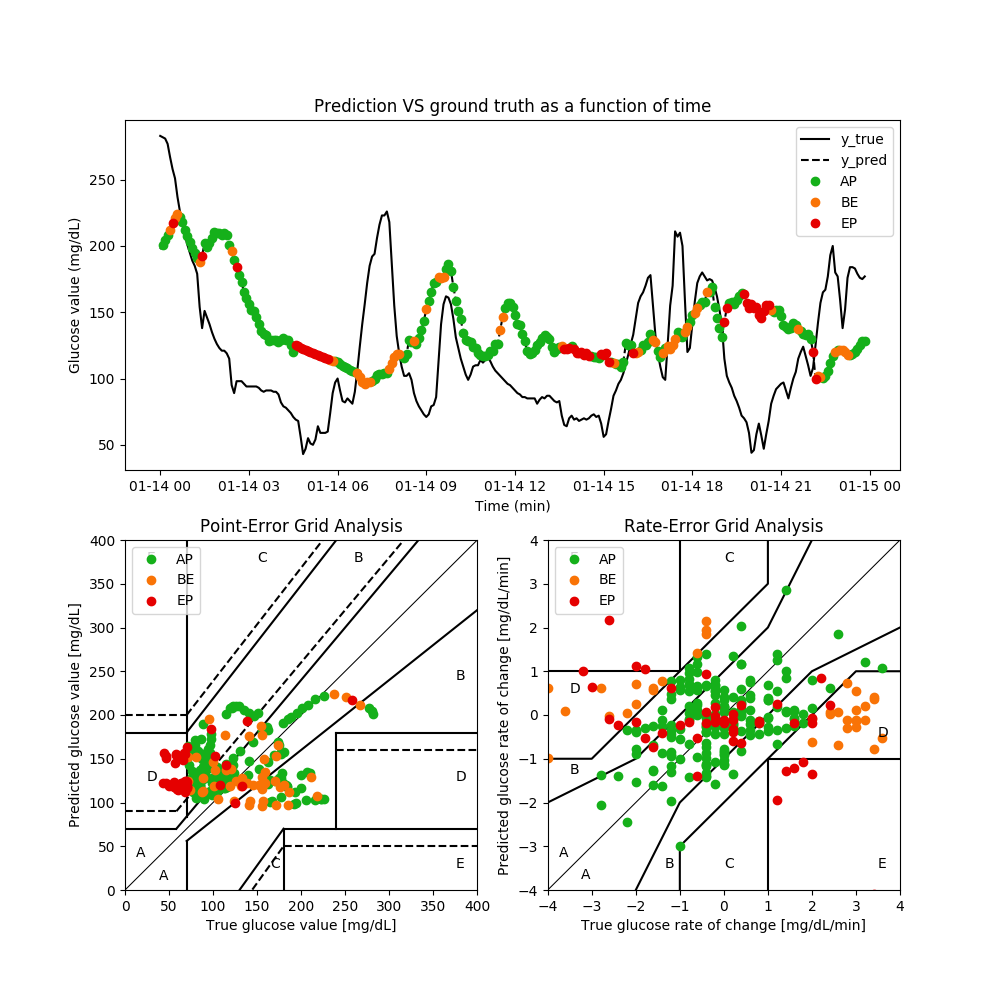 Prediction VS ground truth as a function of time
Glucose value (mg/dL)
250
200
150
100
50
y_true
y_pred
AP
BE
EP
01-14 00 01-14 03 01-14 06 01-14 09 01-14 12 01-14 15 01-14 18 01-14 21 01-15 00
Time (min)
Point-Error Grid Analysis
Predicted glucose value [mg/dL]
400
350
300
250
200
150
100
50
0
AP
BE
EP
C
B
B
D
D
A
A
C
E
0 50 100 150 200 250 300 350 400
True glucose value [mg/dL]
Rate-Error Grid Analysis
Predicted glucose rate of change [mg/dL/min]
4
3
2
1
0
−1
−2
−3
−4
AP
BE
EP
C
D
D
B
A
A
B
C
E
−4 −3 −2 −1 0 1 2 3 4
True glucose rate of change [mg/dL/min]